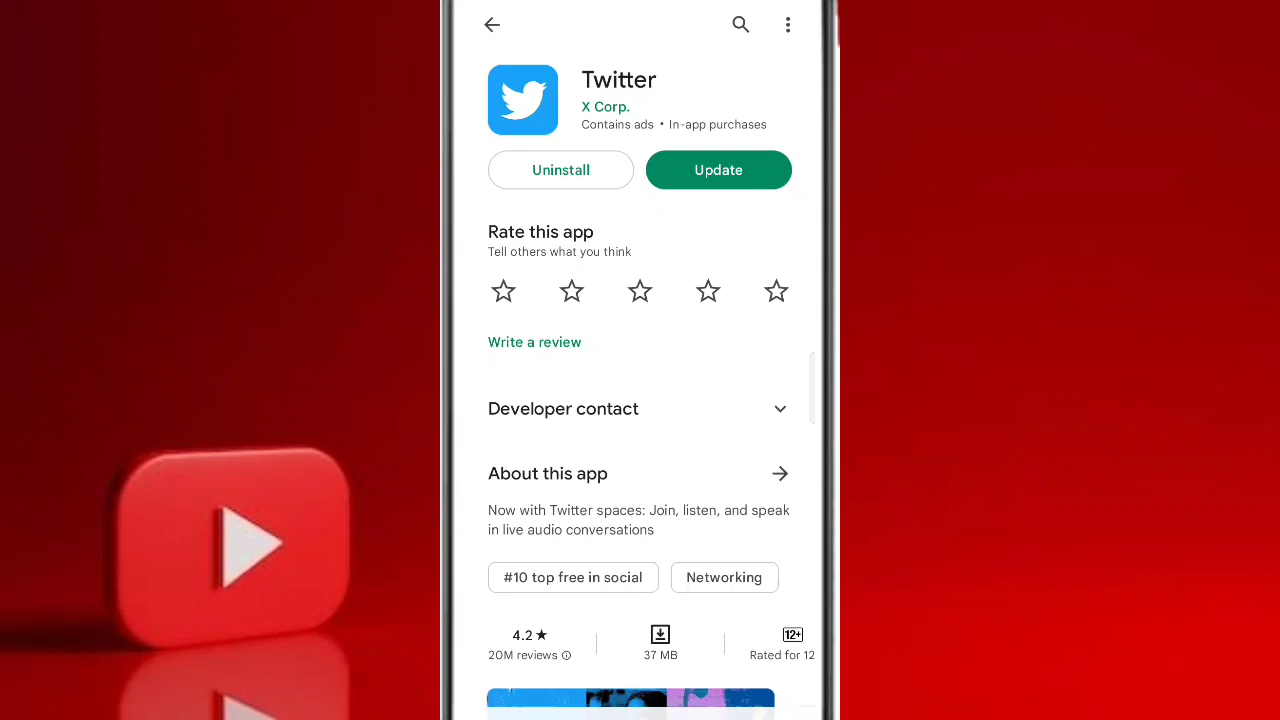 Twitter
X Corp.
Contains ads • In-app purchases
Uninstall
Update
Rate this app
Tell others what you think
Write a review
Developer contact
About this app
Now with Twitter spaces: Join, listen, and speak
in live audio conversations
#10 top free in social
Networking
4.2★
20M reviews
37 MB
12+
Rated for 12